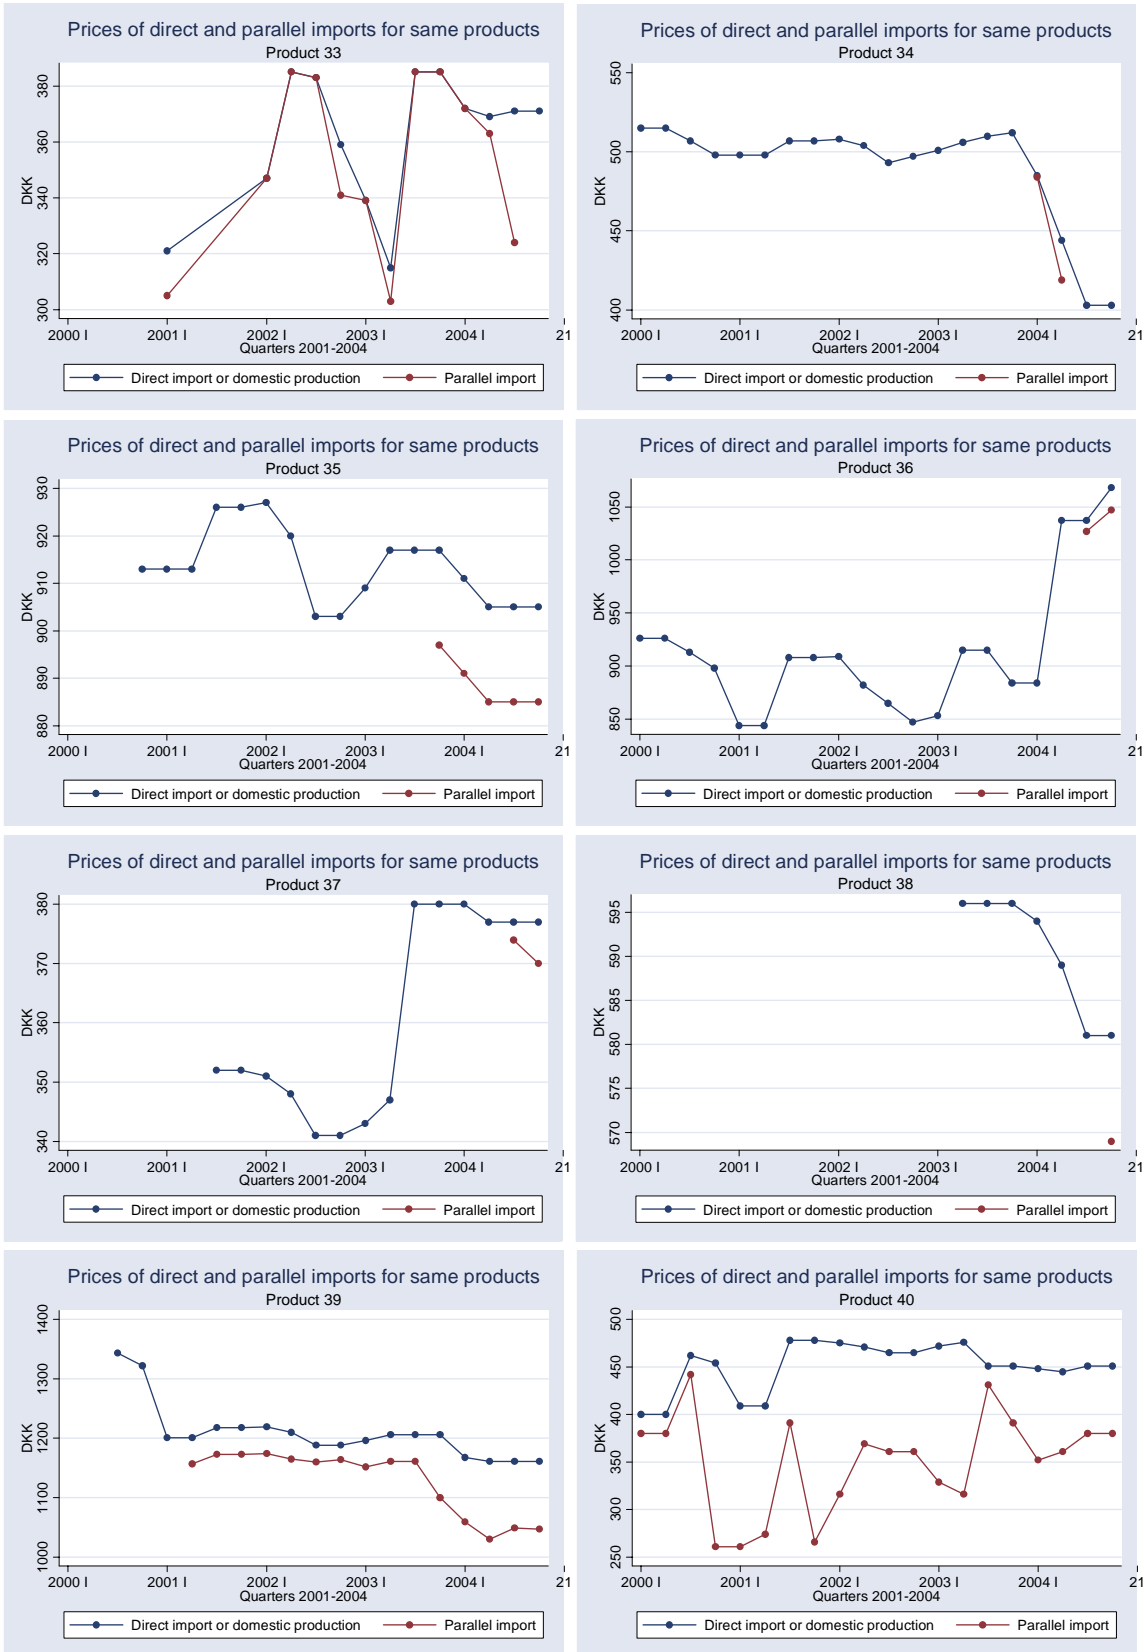 Prices of direct and parallel imports for same products
Product 33
380
360
340
320
300
DKK
2000 I 2001 I 2002 I 2003 I 2004 I 21
Quarters 2001-2004
Direct import or domestic production Parallel import
Prices of direct and parallel imports for same products
Product 34
550
500
450
400
DKK
2000 I 2001 I 2002 I 2003 I 2004 I 21
Quarters 2001-2004
Direct import or domestic production Parallel import
Prices of direct and parallel imports for same products
Product 35
930
920
910
900
890
880
DKK
2000 I 2001 I 2002 I 2003 I 2004 I 21
Quarters 2001-2004
Direct import or domestic production Parallel import
Prices of direct and parallel imports for same products
Product 36
1050
1000
950
900
850
DKK
2000 I 2001 I 2002 I 2003 I 2004 I 21
Quarters 2001-2004
Direct import or domestic production Parallel import
Prices of direct and parallel imports for same products
Product 37
380
370
360
350
340
DKK
2000 I 2001 I 2002 I 2003 I 2004 I 21
Quarters 2001-2004
Direct import or domestic production Parallel import
Prices of direct and parallel imports for same products
Product 38
595
590
585
580
575
570
DKK
2000 I 2001 I 2002 I 2003 I 2004 I 21
Quarters 2001-2004
Direct import or domestic production Parallel import
Prices of direct and parallel imports for same products
Product 39
1400
1300
1200
1100
1000
DKK
2000 I 2001 I 2002 I 2003 I 2004 I 21
Quarters 2001-2004
Direct import or domestic production Parallel import
Prices of direct and parallel imports for same products
Product 40
500
450
400
350
300
250
DKK
2000 I 2001 I 2002 I 2003 I 2004 I 21
Quarters 2001-2004
Direct import or domestic production Parallel import